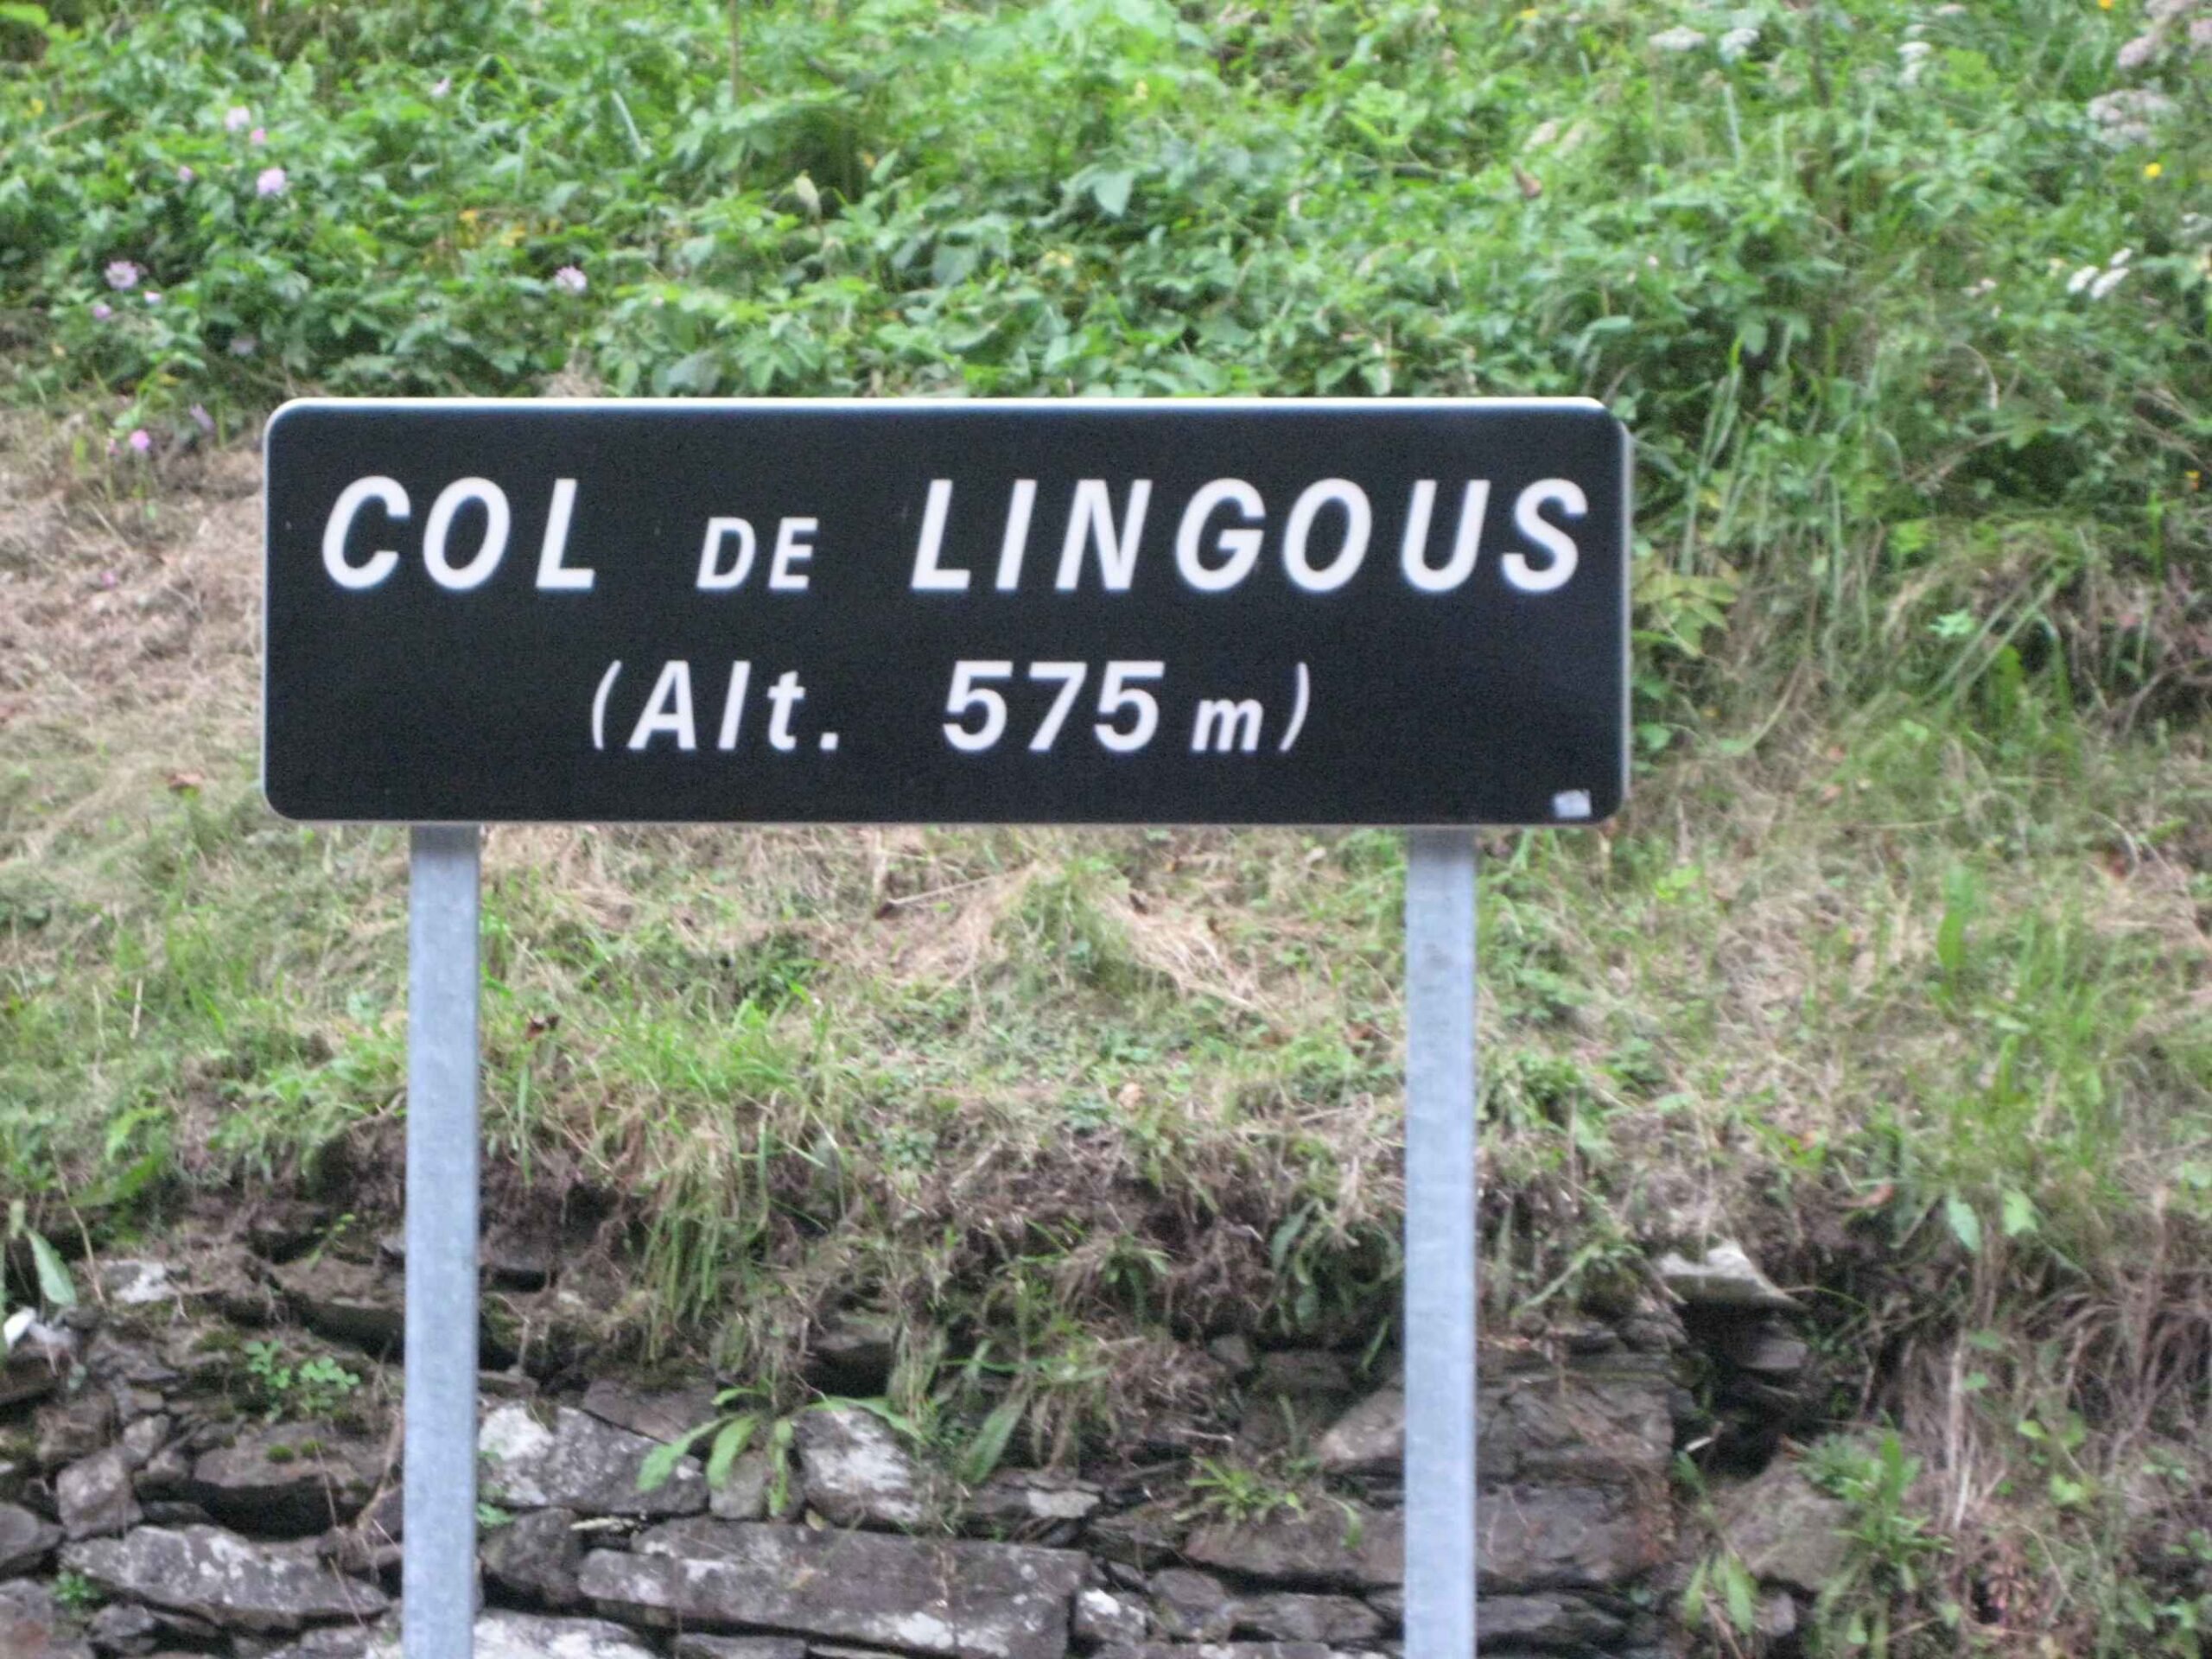 COL DE LINGOUS
(Alt. 575 m)